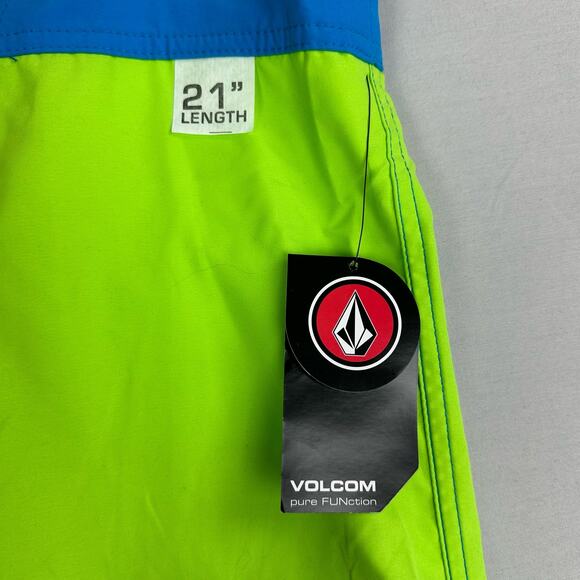 21”
LENGTH
VOLCOM
pure FUNction